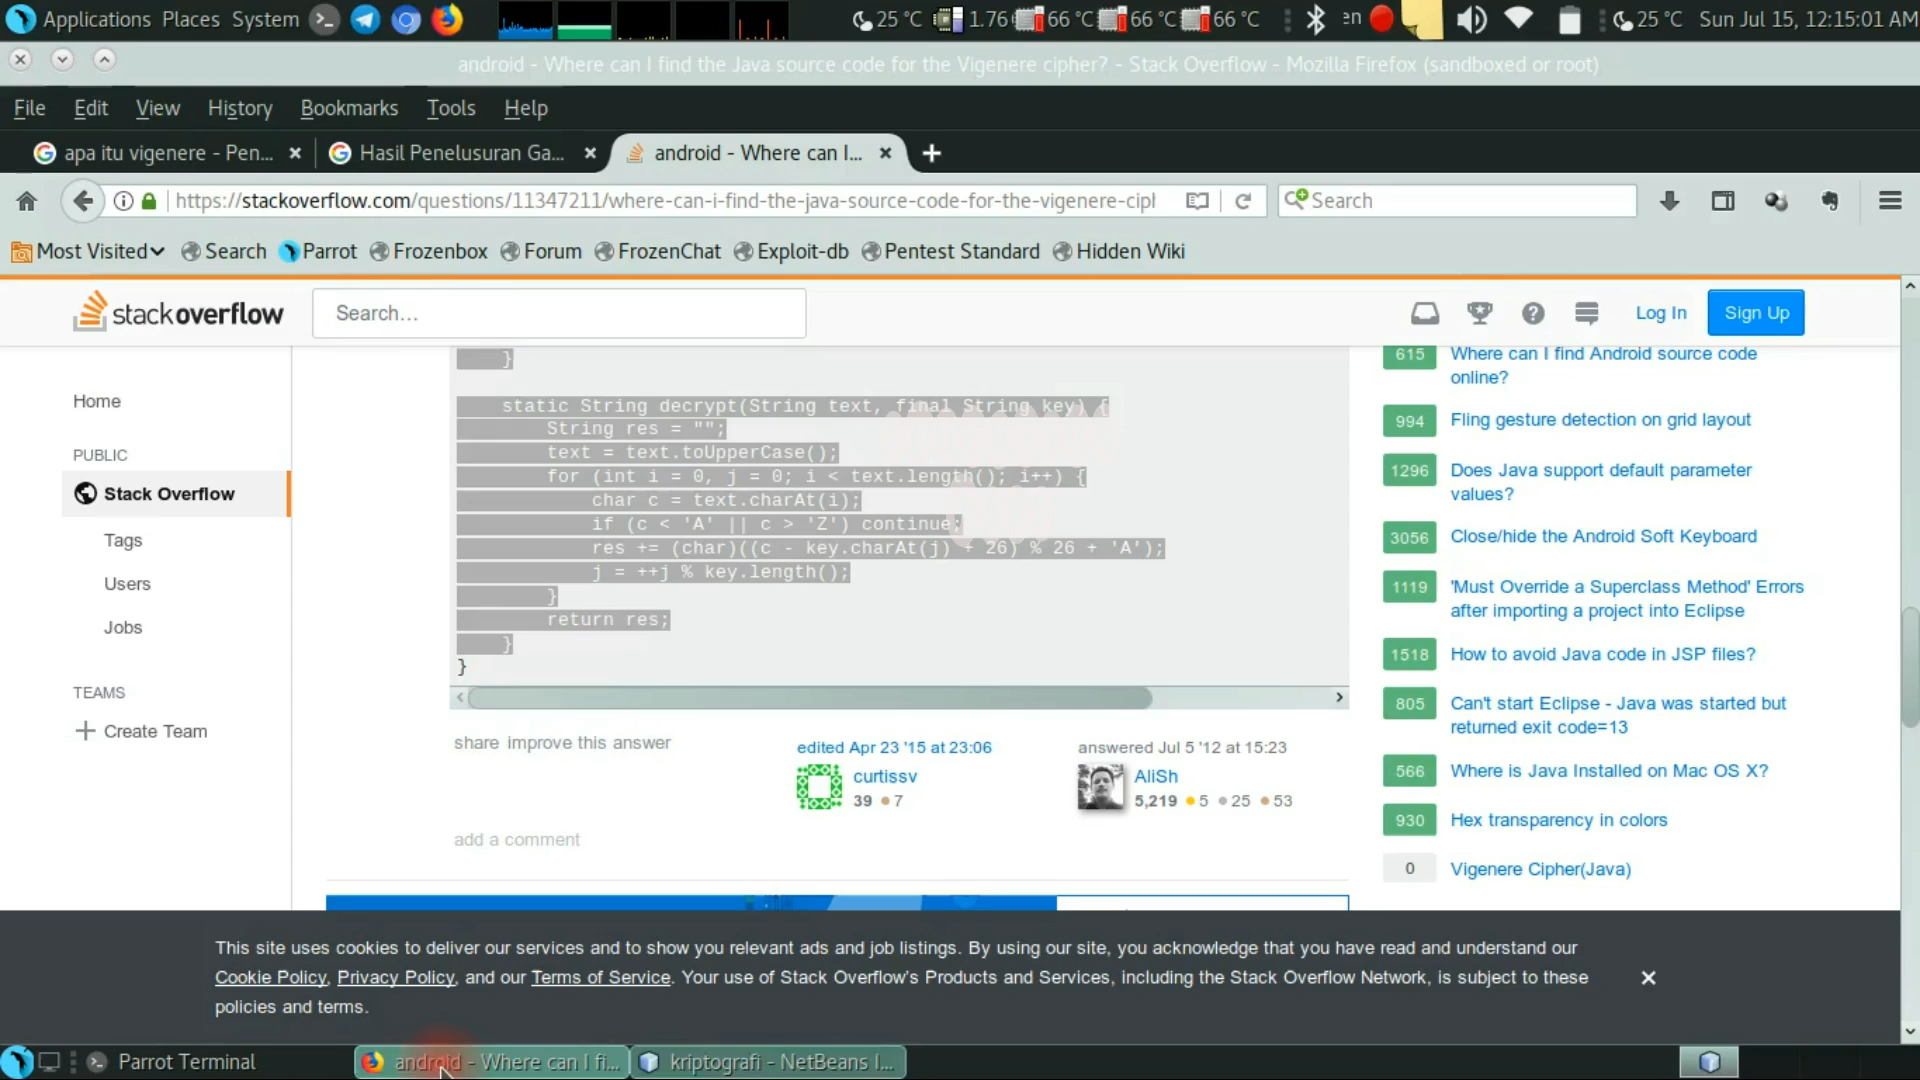 Applications Places System 25 °C 1.76 66 °C 66 °C 66 °C en 25 °C Sun Jul 15, 12:15:01 AM
android - Where can I find the Java source code for the Vigenere cipher? - Stack Overflow - Mozilla Firefox (sandboxed or root)
File Edit View History Bookmarks Tools Help
apa itu vigenere - Pen... Hasil Penelusuran Ga... android - Where can I...
https://stackoverflow.com/questions/11347211/where-can-i-find-the-java-source-code-for-the-vigenere-cipl Search
Most Visited Search Parrot Frozenbox Forum FrozenChat Exploit-db Pentest Standard Hidden Wiki
stackoverflow Search... Log In Sign Up
Home
PUBLIC
Stack Overflow
Tags
Users
Jobs
TEAMS
Create Team
}
static String decrypt(String text, final String key) {
String res = "";
text = text.toUpperCase();
for (int i = 0, j = 0; i < text.length(); i++) {
char c = text.charAt(i);
if (c < 'A' || c > 'Z') continue;
res += (char)((c - key.charAt(j) + 26) % 26 + 'A');
j = ++j % key.length();
}
return res;
}
}
share improve this answer
edited Apr 23 '15 at 23:06
curtissv
39 7
answered Jul 5 '12 at 15:23
AliSh
5,219 5 25 53
add a comment
615 Where can I find Android source code
online?
994 Fling gesture detection on grid layout
1296 Does Java support default parameter
values?
3056 Close/hide the Android Soft Keyboard
1119 'Must Override a Superclass Method' Errors
after importing a project into Eclipse
1518 How to avoid Java code in JSP files?
805 Can't start Eclipse - Java was started but
returned exit code=13
566 Where is Java Installed on Mac OS X?
930 Hex transparency in colors
0 Vigenere Cipher(Java)
This site uses cookies to deliver our services and to show you relevant ads and job listings. By using our site, you acknowledge that you have read and understand our
Cookie Policy, Privacy Policy, and our Terms of Service. Your use of Stack Overflow's Products and Services, including the Stack Overflow Network, is subject to these
policies and terms.
Parrot Terminal android - Where can I fi... kriptografi - NetBeans I...